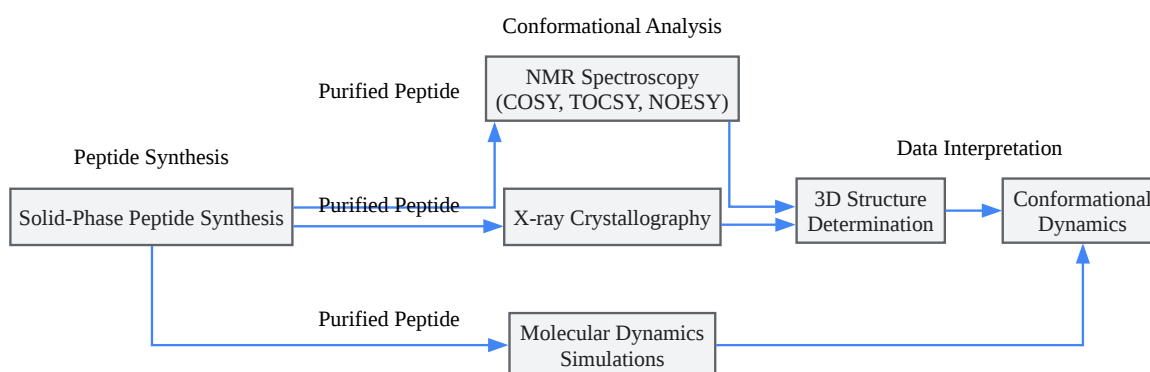 Conformational Analysis
NMR Spectroscopy
(COSY, TOCSY, NOESY)
Purified Peptide
Peptide Synthesis
Data Interpretation
Solid-Phase Peptide Synthesis
Purified Peptide
X-ray Crystallography
3D Structure
Determination
Conformational
Dynamics
Purified Peptide
Molecular Dynamics
Simulations